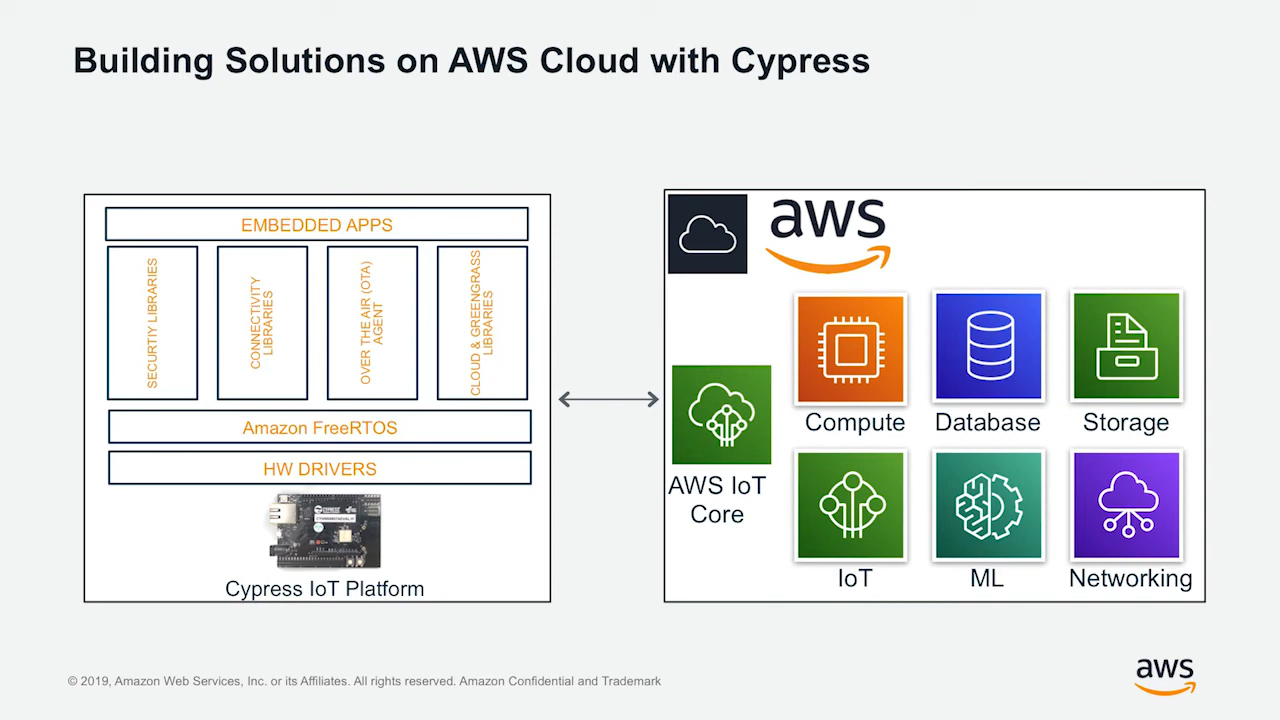 Building Solutions on AWS Cloud with Cypress
EMBEDDED APPS
SECURTIY LIBRARIES
CONNECTIVITY
LIBRARIES
OVER THE AIR (OTA)
AGENT
CLOUD & GREENGRASS
LIBRARIES
Amazon FreeRTOS
HW DRIVERS
CYPRESS
Cypress IoT Platform
aws
AWS IoT
Core
Compute
Database
Storage
IoT
ML
Networking
© 2019, Amazon Web Services, Inc. or its Affiliates. All rights reserved. Amazon Confidential and Trademark
aws